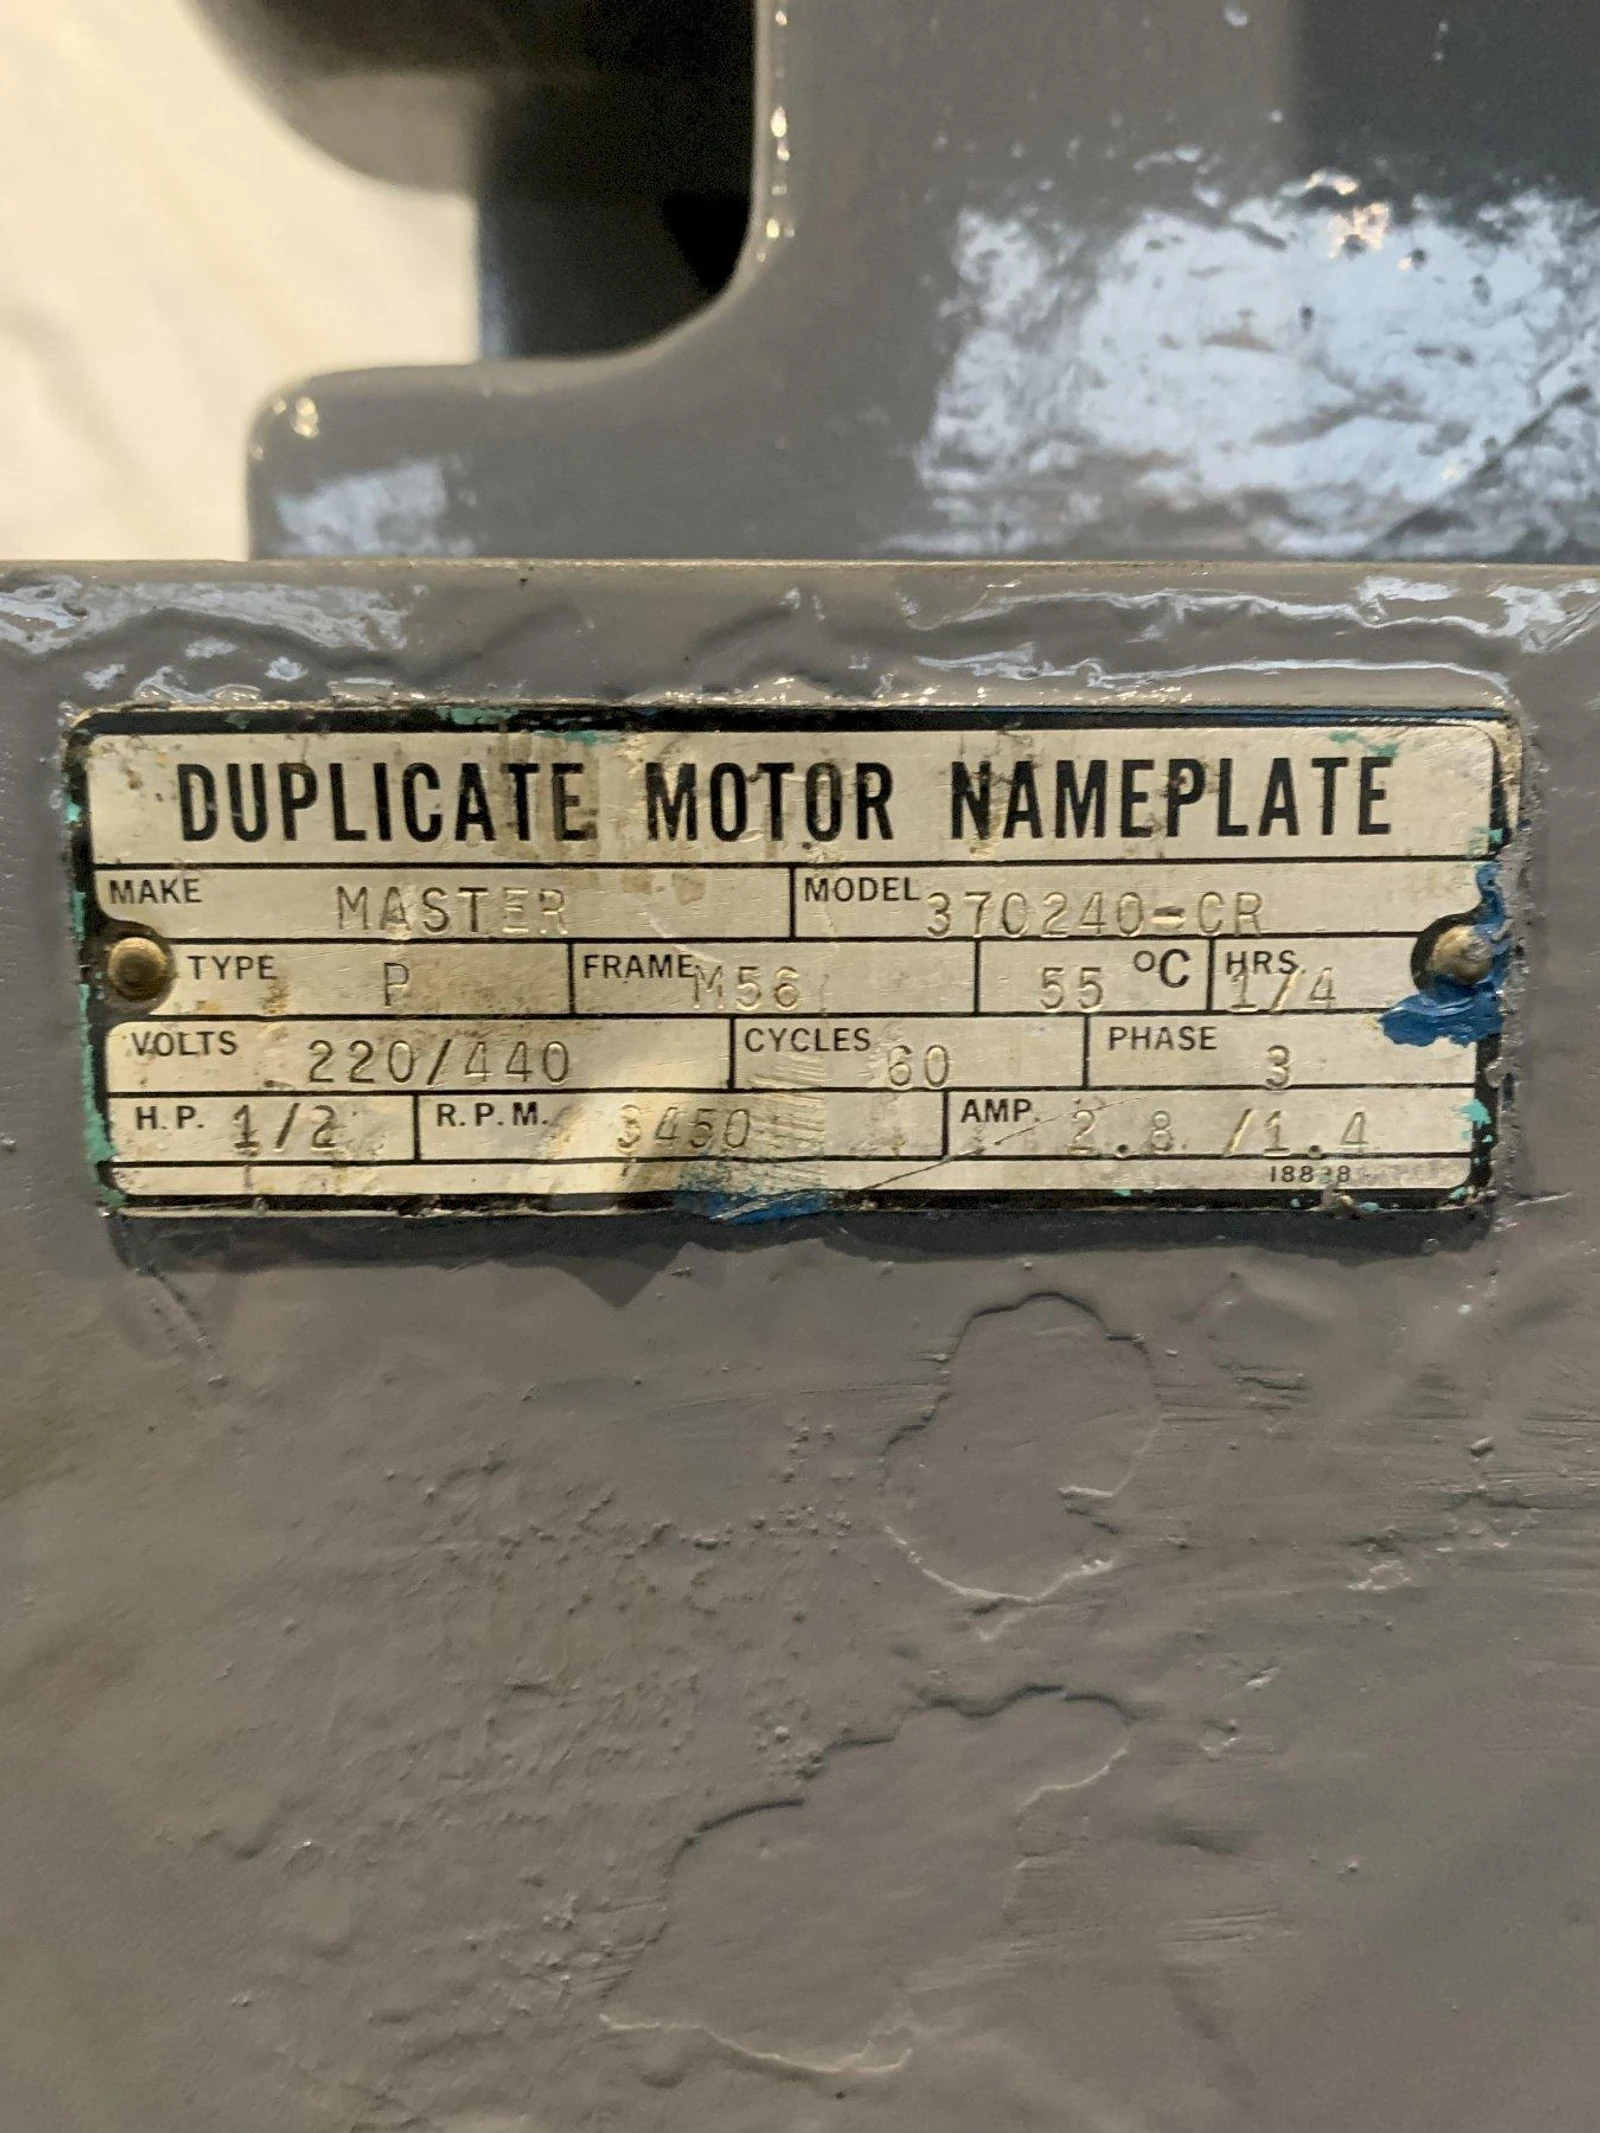 DUPLICATE MOTOR NAMEPLATE
MAKE MASTER MODEL 370240-CR
TYPE P FRAME M56 55 °C HRS 1/4
VOLTS 220/440 CYCLES 60 PHASE 3
H.P. 1/2 R.P.M. 3450 AMP. 2.8 /1.4